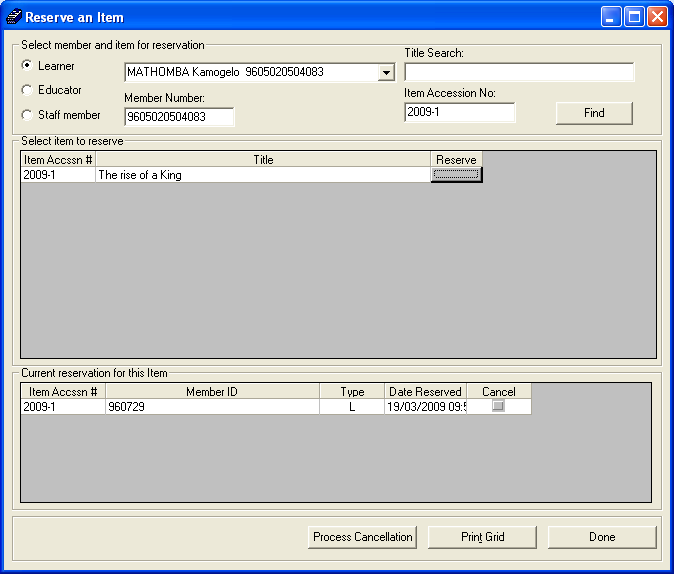 Reserve an Item
Select member and item for reservation
Learner
Educator
Staff member
MATHOMBA Kamogelo 9605020504083
Member Number:
9605020504083
Title Search:
Item Accession No:
2009-1
Find
Select item to reserve
Item Accssn # Title Reserve
2009-1 The rise of a King
Current reservation for this Item
Item Accssn # Member ID Type Date Reserved Cancel
2009-1 960729 L 19/03/2009 09:5
Process Cancellation Print Grid Done